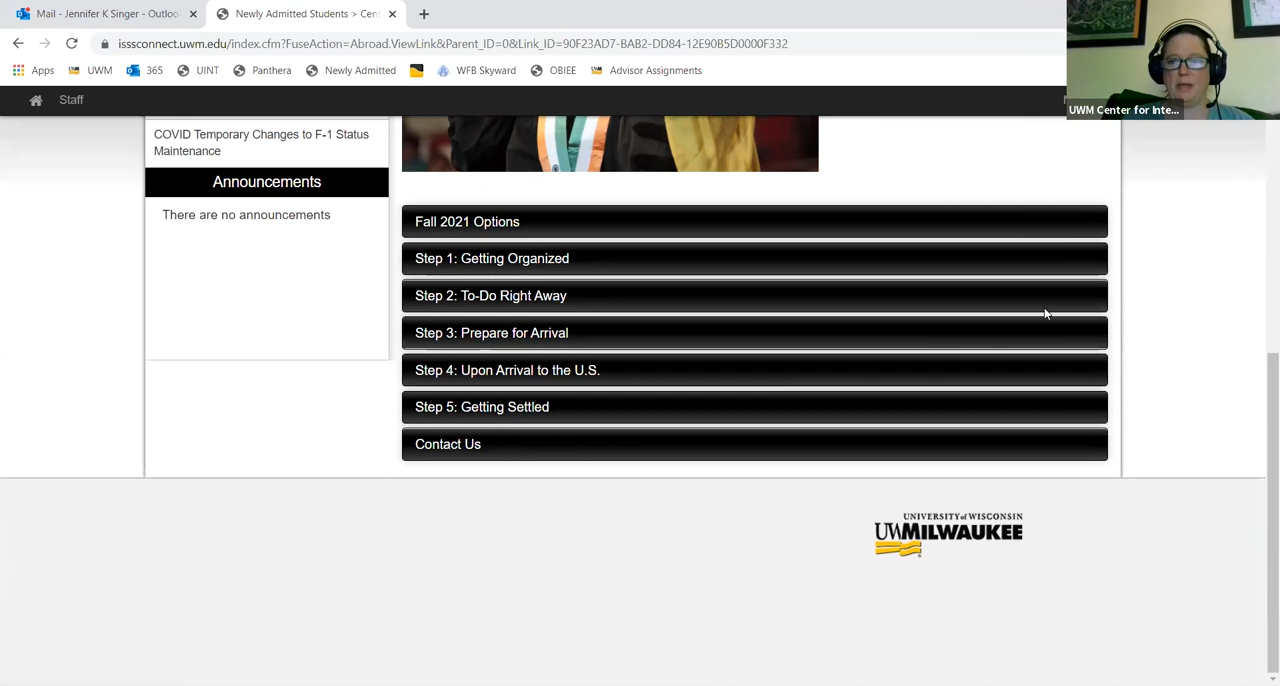 Mail - Jennifer K Singer - Outlo
Newly Admitted Students > Cent
isssconnect.uwm.edu/index.cfm?FuseAction=Abroad.ViewLink&Parent_ID=0&Link_ID=90F23AD7-BAB2-DD84-12E90B5D0000F332
Apps UWM 365 UINT Panthera Newly Admitted WFB Skyward OBIEE Advisor Assignments
UWM Center for Inte...
Staff
COVID Temporary Changes to F-1 Status
Maintenance
Announcements
There are no announcements
Fall 2021 Options
Step 1: Getting Organized
Step 2: To-Do Right Away
Step 3: Prepare for Arrival
Step 4: Upon Arrival to the U.S.
Step 5: Getting Settled
Contact Us
UNIVERSITY of WISCONSIN
UWMILWAUKEE